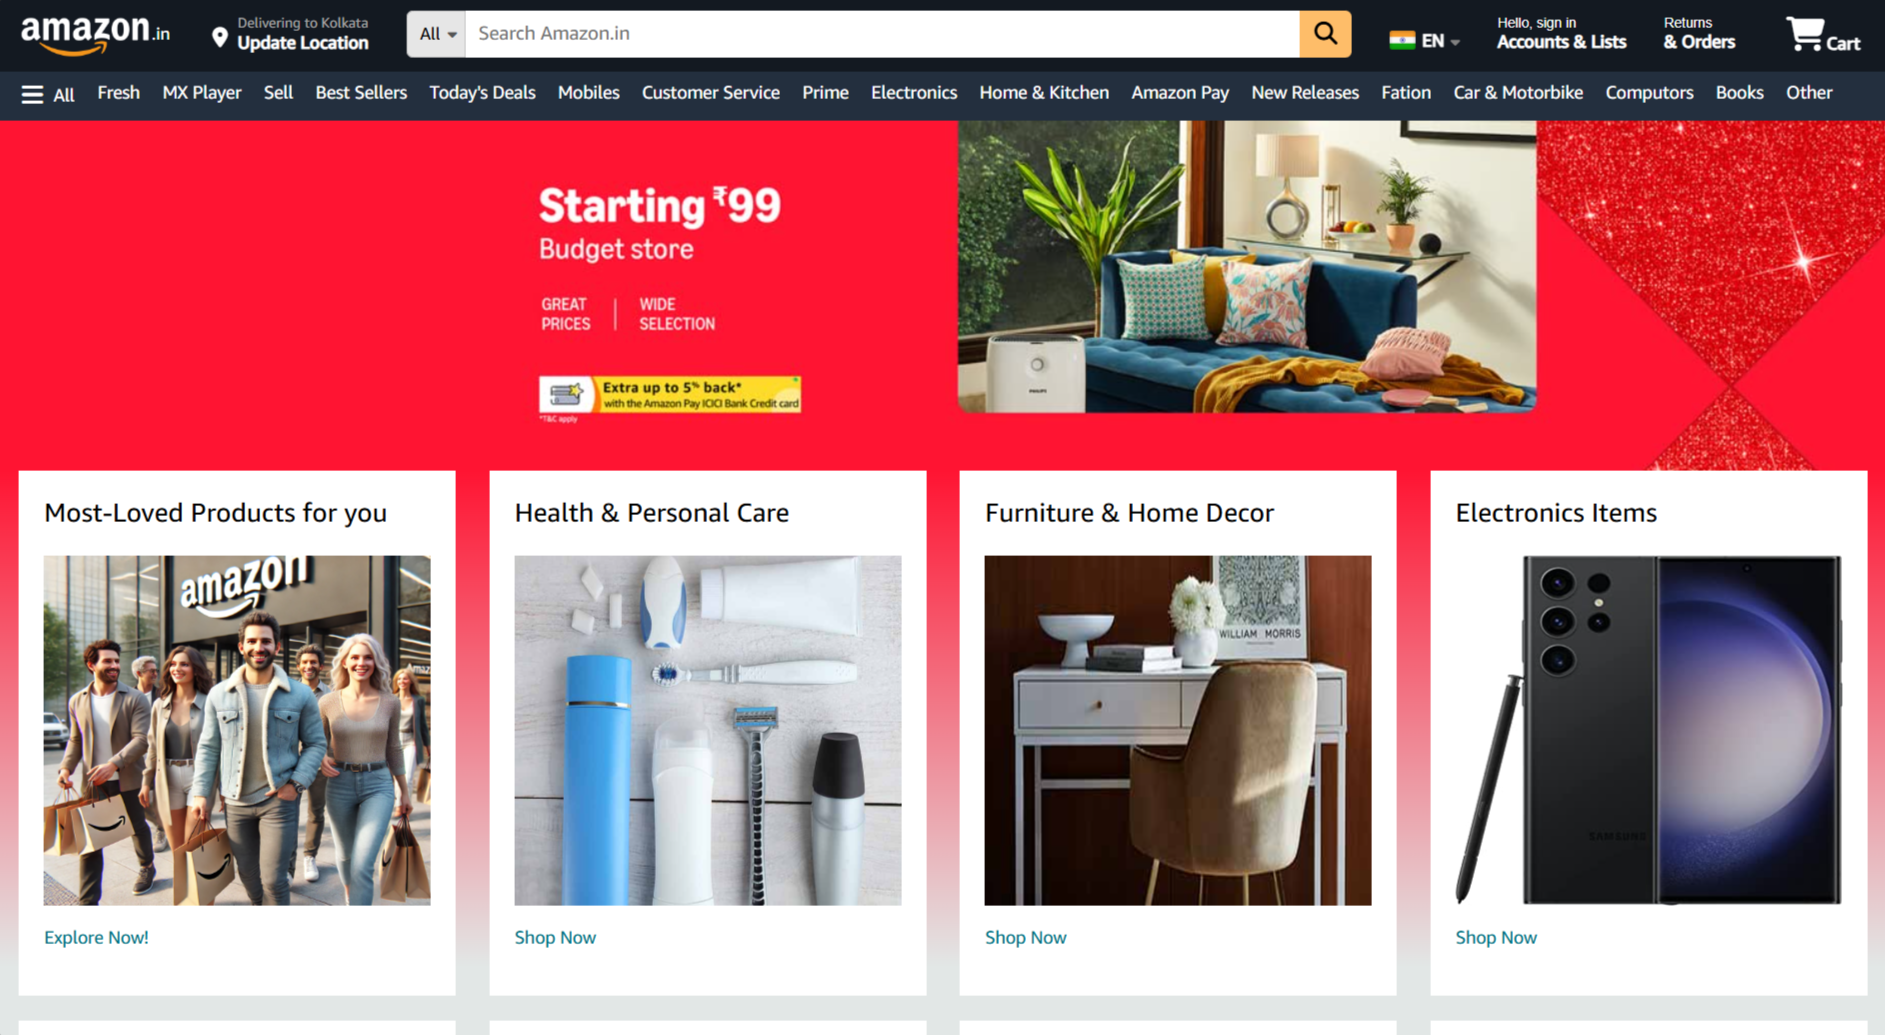 amazon.in
Delivering to Kolkata
Update Location
All
Search Amazon.in
EN
Hello, sign in
Accounts & Lists
Returns
& Orders
Cart
All Fresh MX Player Sell Best Sellers Today's Deals Mobiles Customer Service Prime Electronics Home & Kitchen Amazon Pay New Releases Fation Car & Motorbike Computors Books Other
Starting ₹99
Budget store
GREAT PRICES | WIDE SELECTION
Extra up to 5% back*
with the Amazon Pay ICICI Bank Credit card
*T&C apply
PHILIPS
Most-Loved Products for you
amazon
Amaz
Explore Now!
Health & Personal Care
Shop Now
Furniture & Home Decor
WILLIAM MORRIS
Shop Now
Electronics Items
SAMSUNG
Shop Now